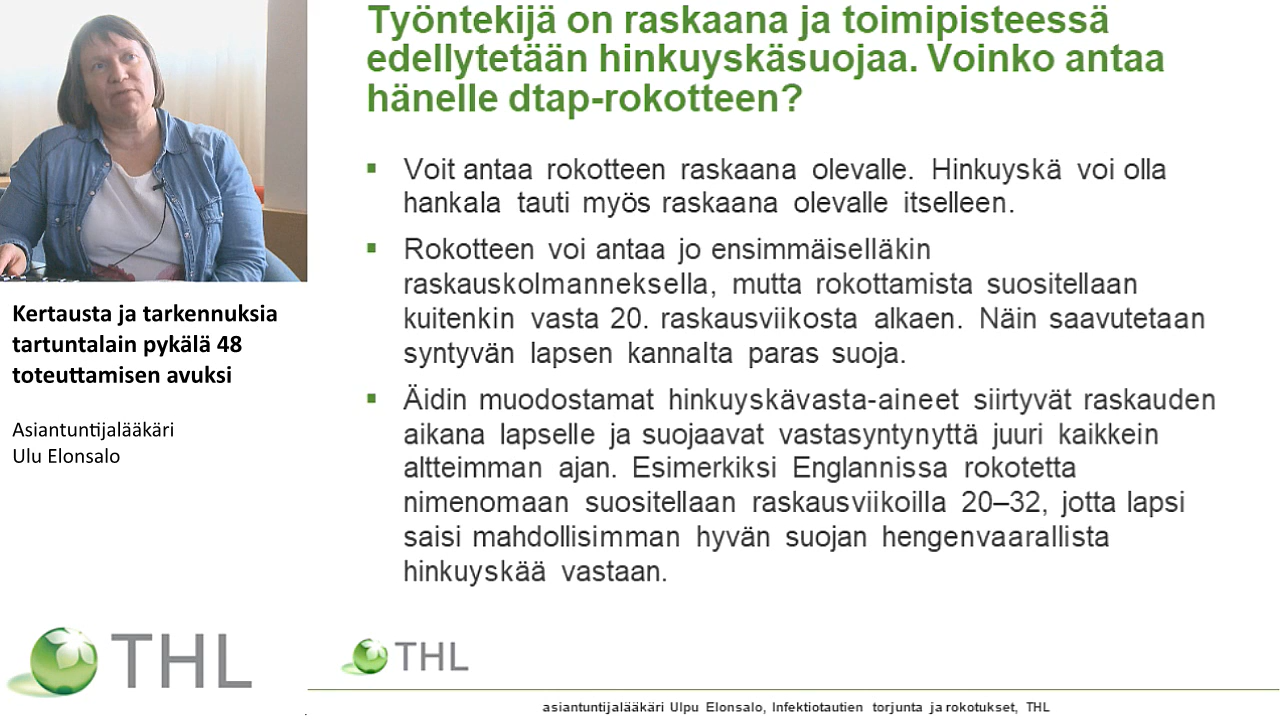 Työntekijä on raskaana ja toimipisteessä
edellytetään hinkuyskäsuojaa. Voinko antaa
hänelle dtap-rokotteen?
Voit antaa rokotteen raskaana olevalle. Hinkuyskä voi olla
hankala tauti myös raskaana olevalle itselleen.
Rokotteen voi antaa jo ensimmäiselläkin
raskauskolmanneksella, mutta rokottamista suositellaan
kuitenkin vasta 20. raskausviikosta alkaen. Näin saavutetaan
syntyvän lapsen kannalta paras suoja.
Äidin muodostamat hinkuyskävasta-aineet siirtyvät raskauden
aikana lapselle ja suojaavat vastasyntynyttä juuri kaikkein
altteimman ajan. Esimerkiksi Englannissa rokotetta
nimenomaan suositellaan raskausviikoilla 20–32, jotta lapsi
saisi mahdollisimman hyvän suojan hengenvaarallista
hinkuyskää vastaan.
Kertausta ja tarkennuksia
tartuntalain pykälä 48
toteuttamisen avuksi
Asiantuntijalääkäri
Ulu Elonsalo
THL
THL
asiantuntijalääkäri Ulpu Elonsalo, Infektiotautien torjunta ja rokotukset, THL